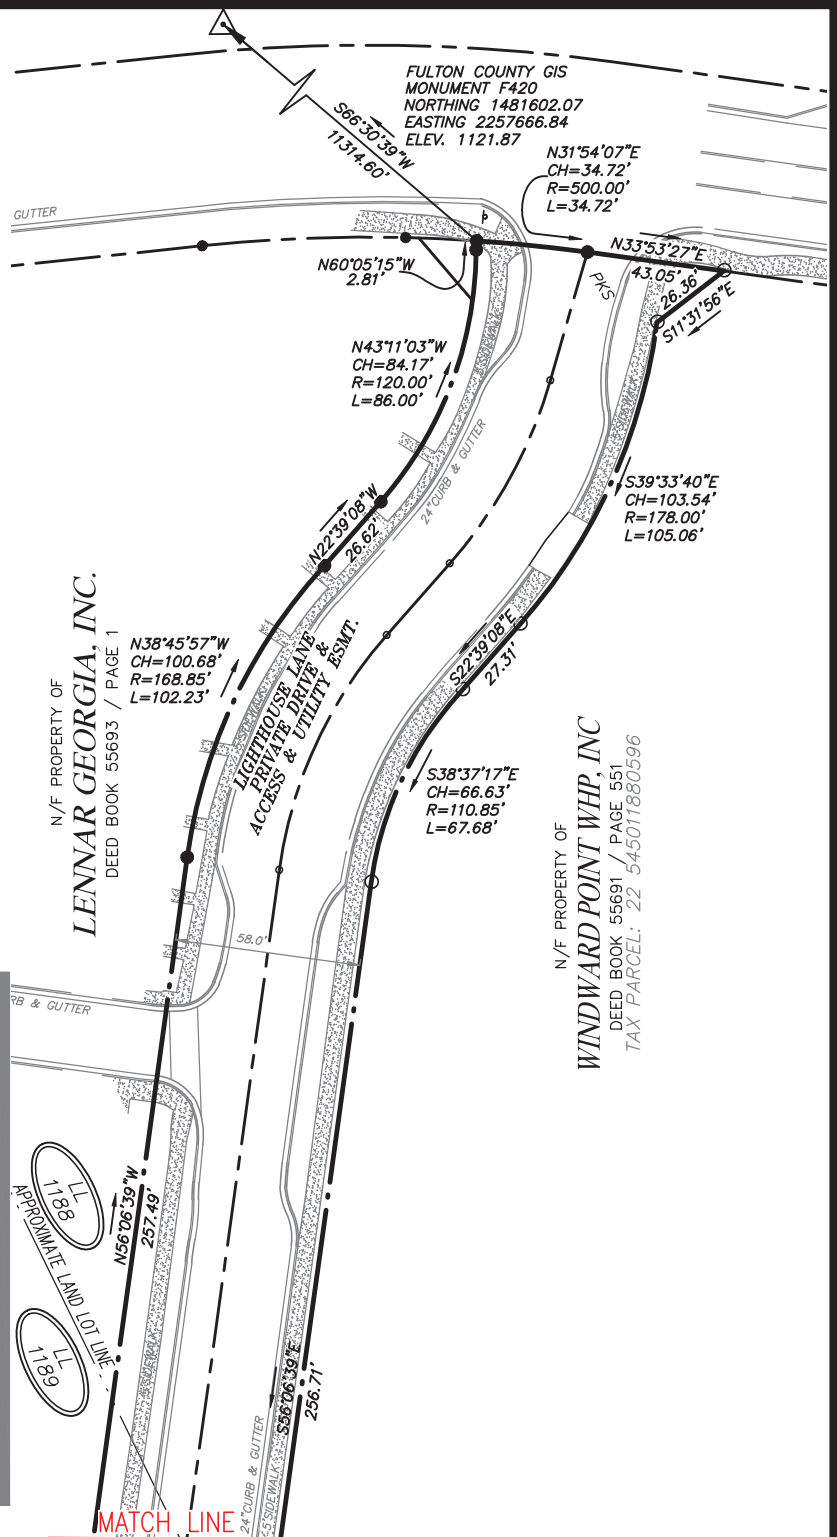 FULTON COUNTY GIS
MONUMENT F420
NORTHING 1481602.07
EASTING 2257666.84
ELEV. 1121.87
S66°30'39"W
11314.60'
N31°54'07"E
CH=34.72'
R=500.00'
L=34.72'
GUTTER
N60°05'15"W
2.81'
N33°53'27"E
43.05'
PKS
26.36'
S11°31'56"E
N43°11'03"W
CH=84.17'
R=120.00'
L=86.00'
SIDEWALK
SIDEWALK
24"CURB & GUTTER
S39°33'40"E
CH=103.54'
R=178.00'
L=105.06'
N22°39'08"W
26.62'
S22°39'08"E
27.31'
N38°45'57"W
CH=100.68'
R=168.85'
L=102.23'
SIDEWALK
LIGHTHOUSE LANE
PRIVATE DRIVE &
ACCESS & UTILITY ESMT.
N/F PROPERTY OF
LENNAR GEORGIA, INC.
DEED BOOK 55693 / PAGE 1
S38°37'17"E
CH=66.63'
R=110.85'
L=67.68'
N/F PROPERTY OF
WINDWARD POINT WHP, INC
DEED BOOK 55691 / PAGE 551
TAX PARCEL: 22 545011880596
58.0'
RB & GUTTER
LL
1188
APPROXIMATE LAND LOT LINE
LL
1189
N56°06'39"W
257.49'
5'SIDEWALK
S56°06'39"E
256.71'
24"CURB & GUTTER
5'SIDEWALK
MATCH LINE